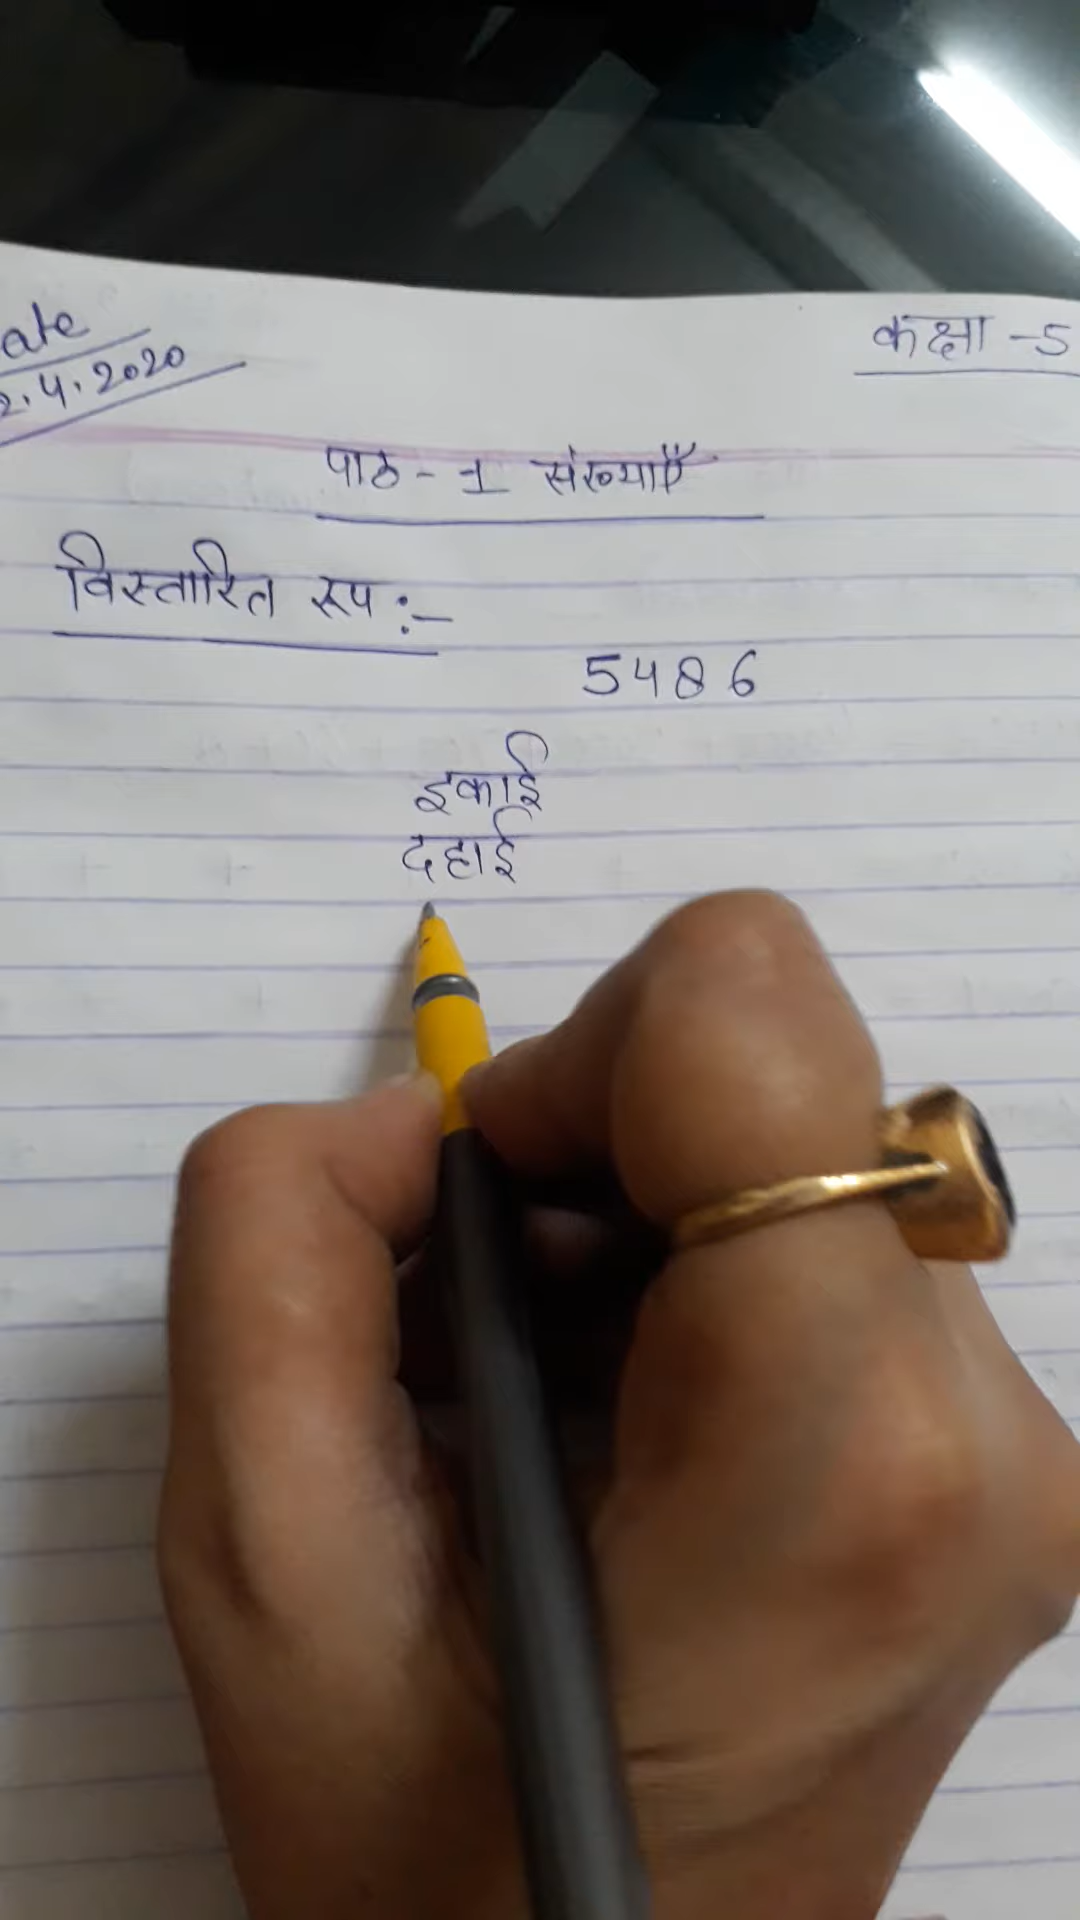 ate
2.4.2020
कक्षा -5
पाठ - 1 संख्याएँ
विस्तारित रूप :-
5486
इकाई
दहाई